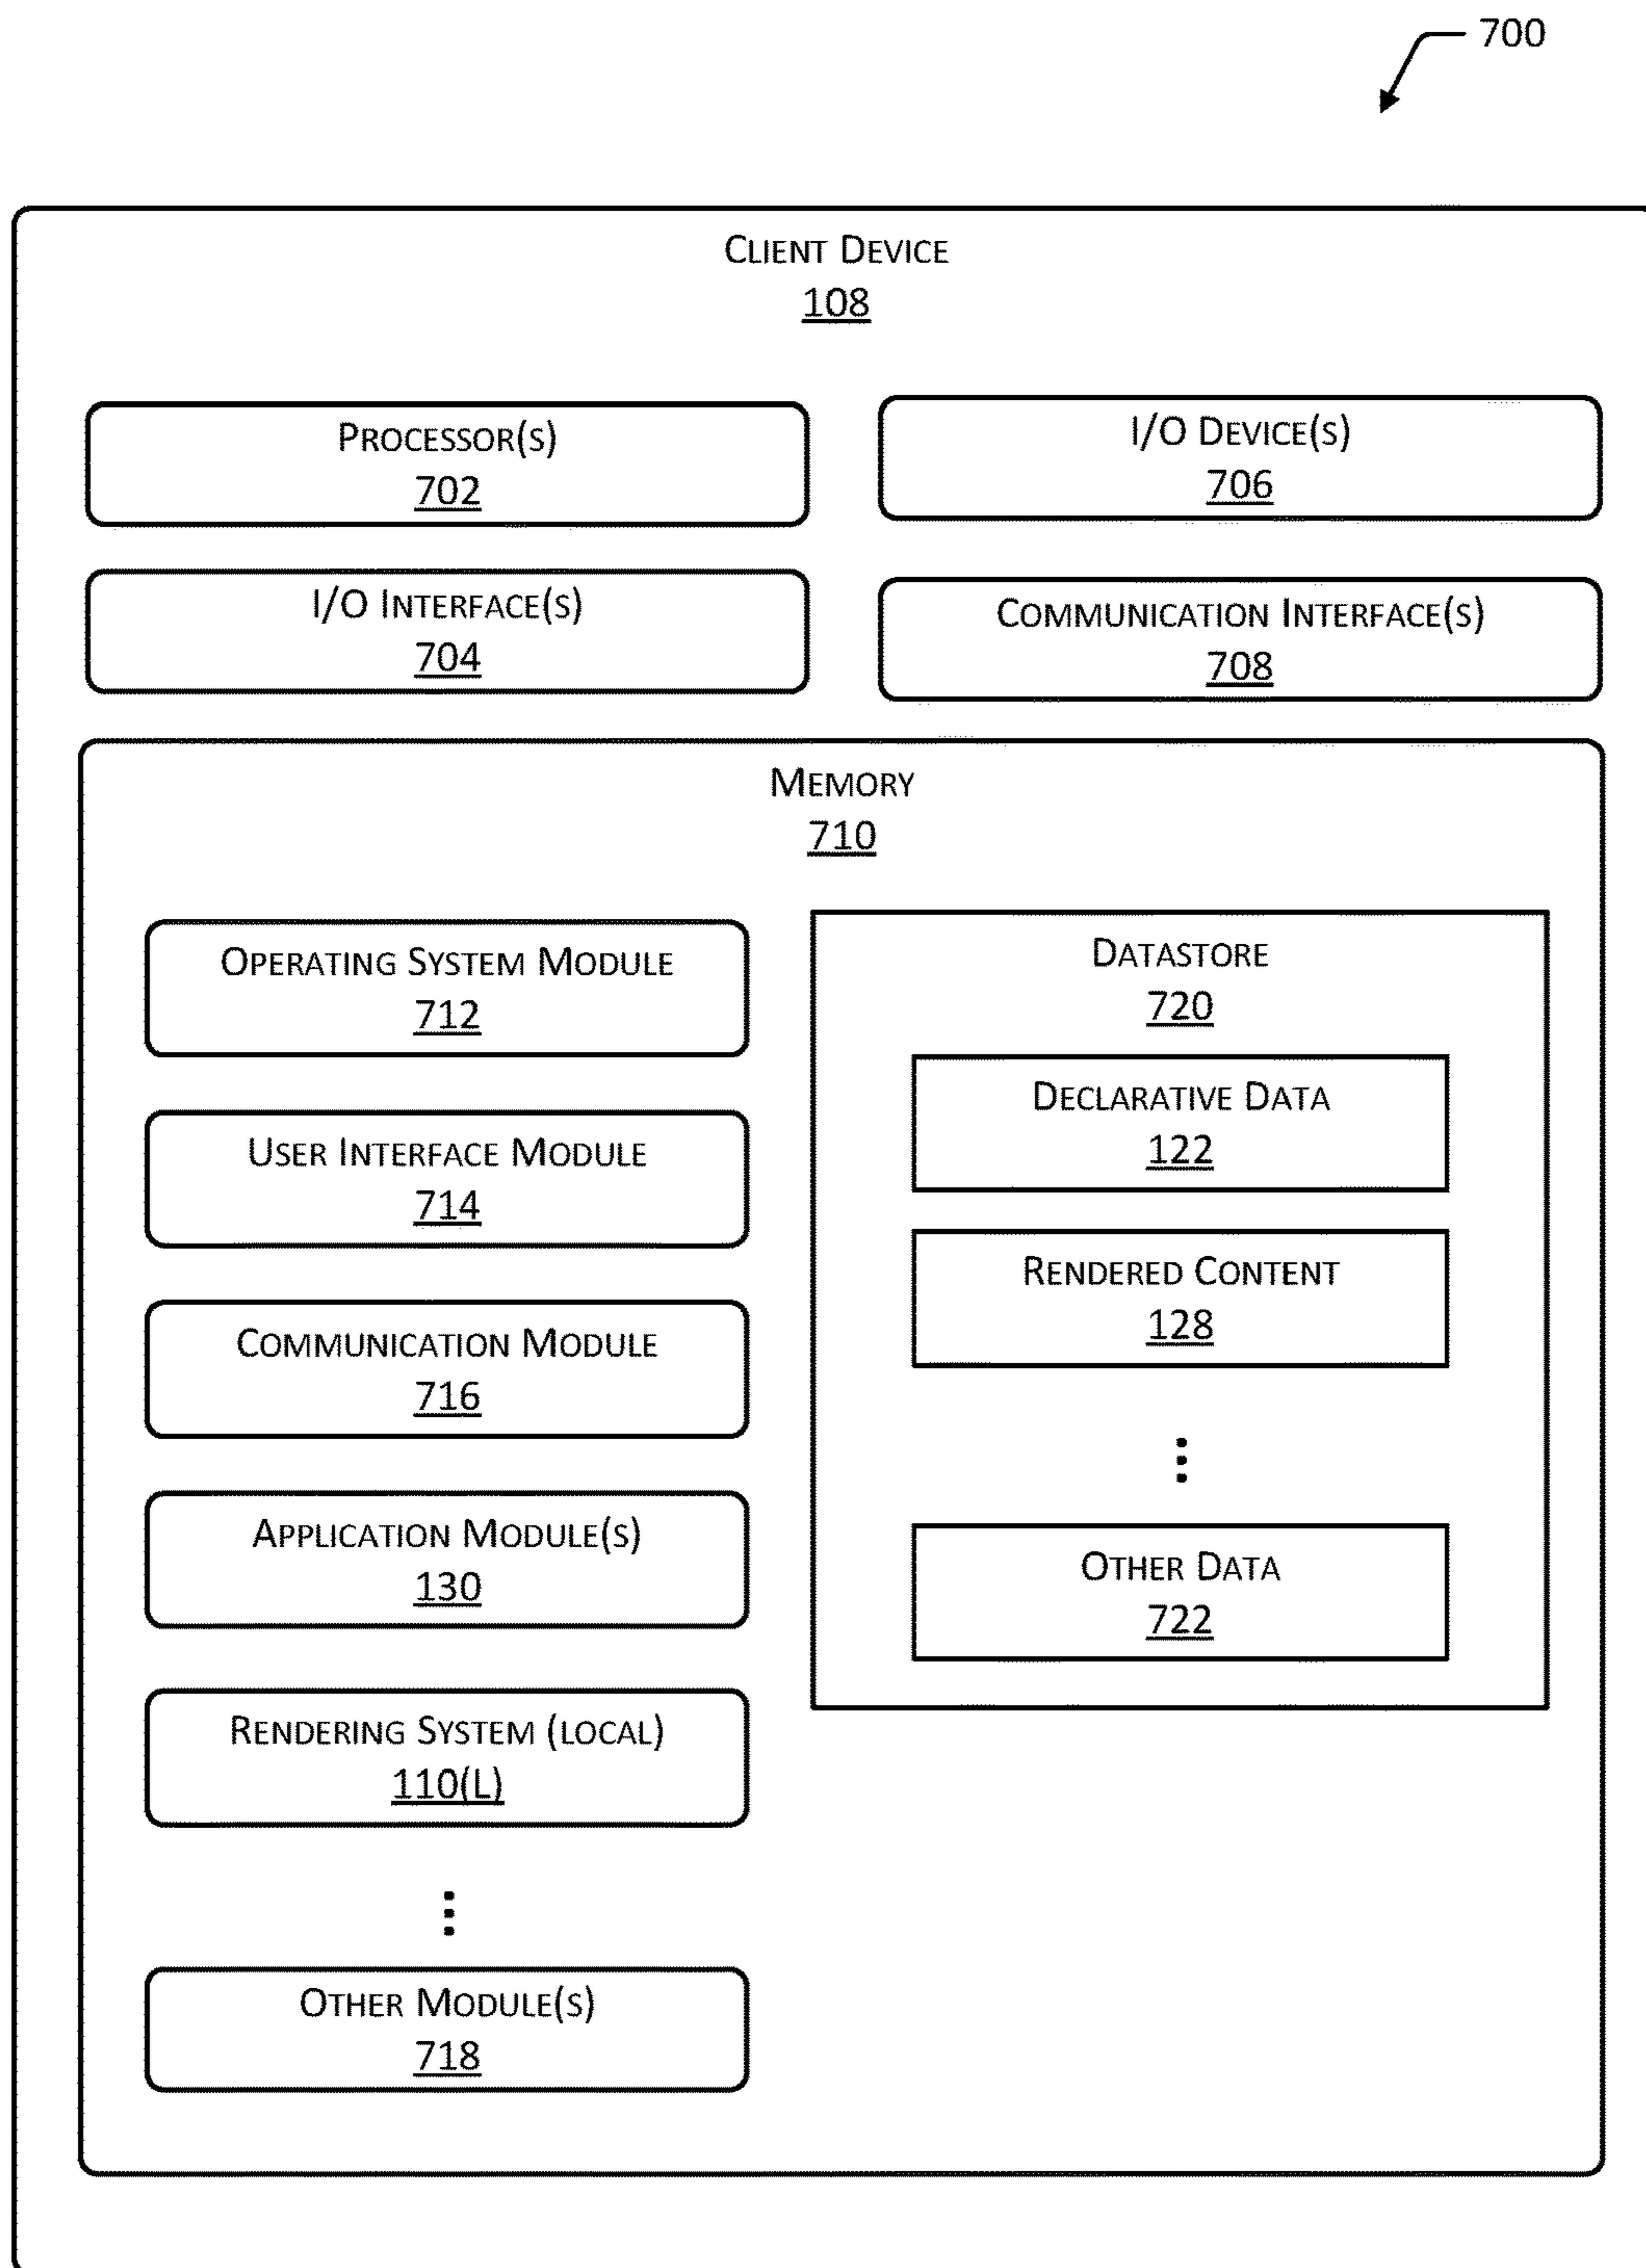 700
CLIENT DEVICE
108
PROCESSOR(S)
702
I/O DEVICE(S)
706
I/O INTERFACE(S)
704
COMMUNICATION INTERFACE(S)
708
MEMORY
710
OPERATING SYSTEM MODULE
712
USER INTERFACE MODULE
714
COMMUNICATION MODULE
716
APPLICATION MODULE(S)
130
RENDERING SYSTEM (LOCAL)
110(L)
OTHER MODULE(S)
718
DATASTORE
720
DECLARATIVE DATA
122
RENDERED CONTENT
128
OTHER DATA
722